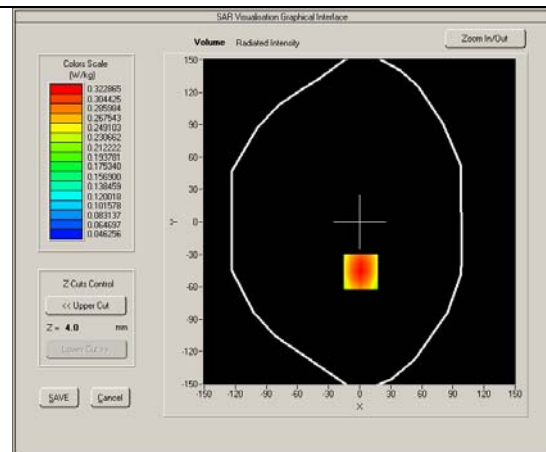 SAR Visualisation Graphical Interface
Volume Radiated Intensity
Zoom In/Out
Colors Scale
(W/kg)
0.322865
0.304425
0.285984
0.267543
0.249103
0.230662
0.212222
0.193781
0.175340
0.156900
0.138459
0.120018
0.101578
0.083137
0.064697
0.046256
Z Cuts Control
<< Upper Cut
Z = 4.0 mm
Lower Cut >>
SAVE
Cancel
150-
120-
90-
60-
30-
0-
-30-
-60-
-90-
-120-
-150-
Y
-150 -120 -90 -60 -30 0 30 60 90 120 150
X